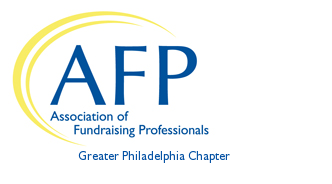 AFP
Association of
Fundraising Professionals
Greater Philadelphia Chapter